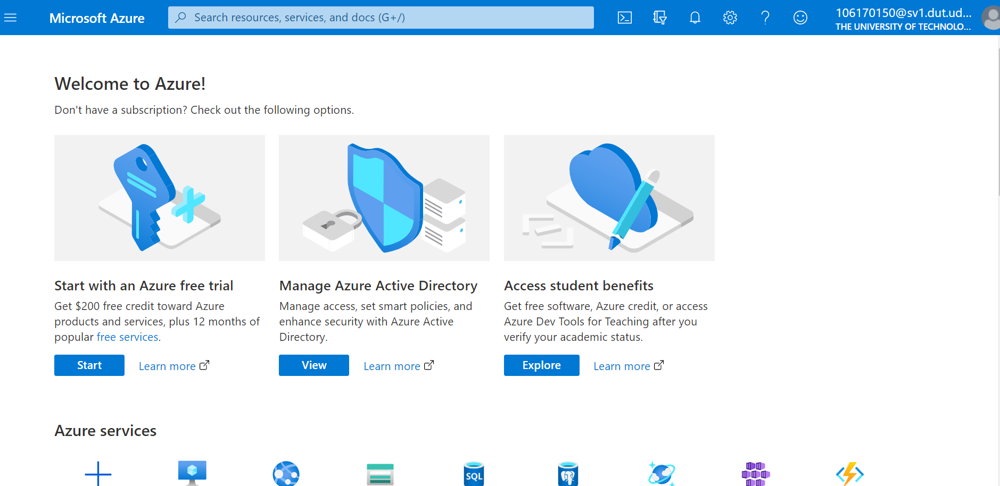 Microsoft Azure
Search resources, services, and docs (G+/)
106170150@sv1.dut.ud...
THE UNIVERSITY OF TECHNOLO...
Welcome to Azure!
Don't have a subscription? Check out the following options.
Start with an Azure free trial
Get $200 free credit toward Azure
products and services, plus 12 months of
popular free services.
Start
Learn more
Manage Azure Active Directory
Manage access, set smart policies, and
enhance security with Azure Active
Directory.
View
Learn more
Access student benefits
Get free software, Azure credit, or access
Azure Dev Tools for Teaching after you
verify your academic status.
Explore
Learn more
Azure services
SQL